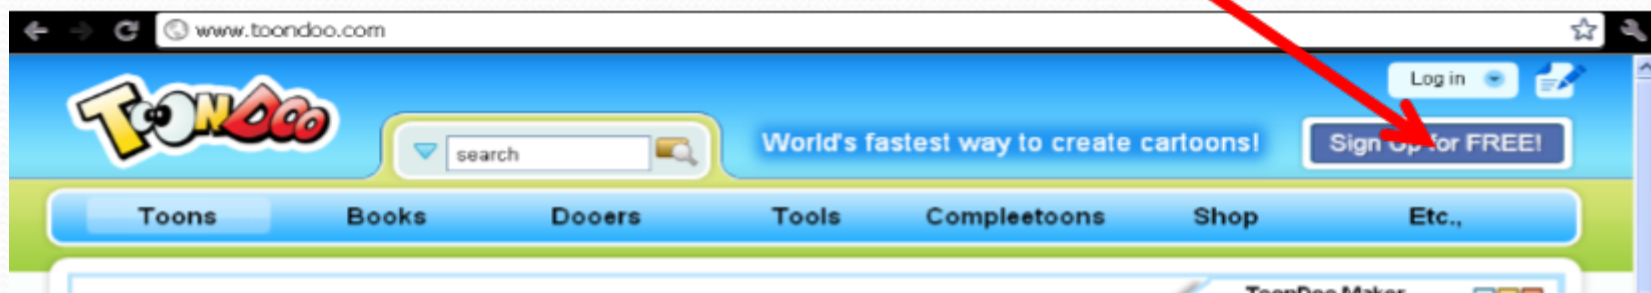 www.toondoo.com
Log in
TOONDOO
search
World's fastest way to create cartoons!
Sign Up for FREE!
Toons Books Dooers Tools Compleetoons Shop Etc.,
ToonDoo Maker